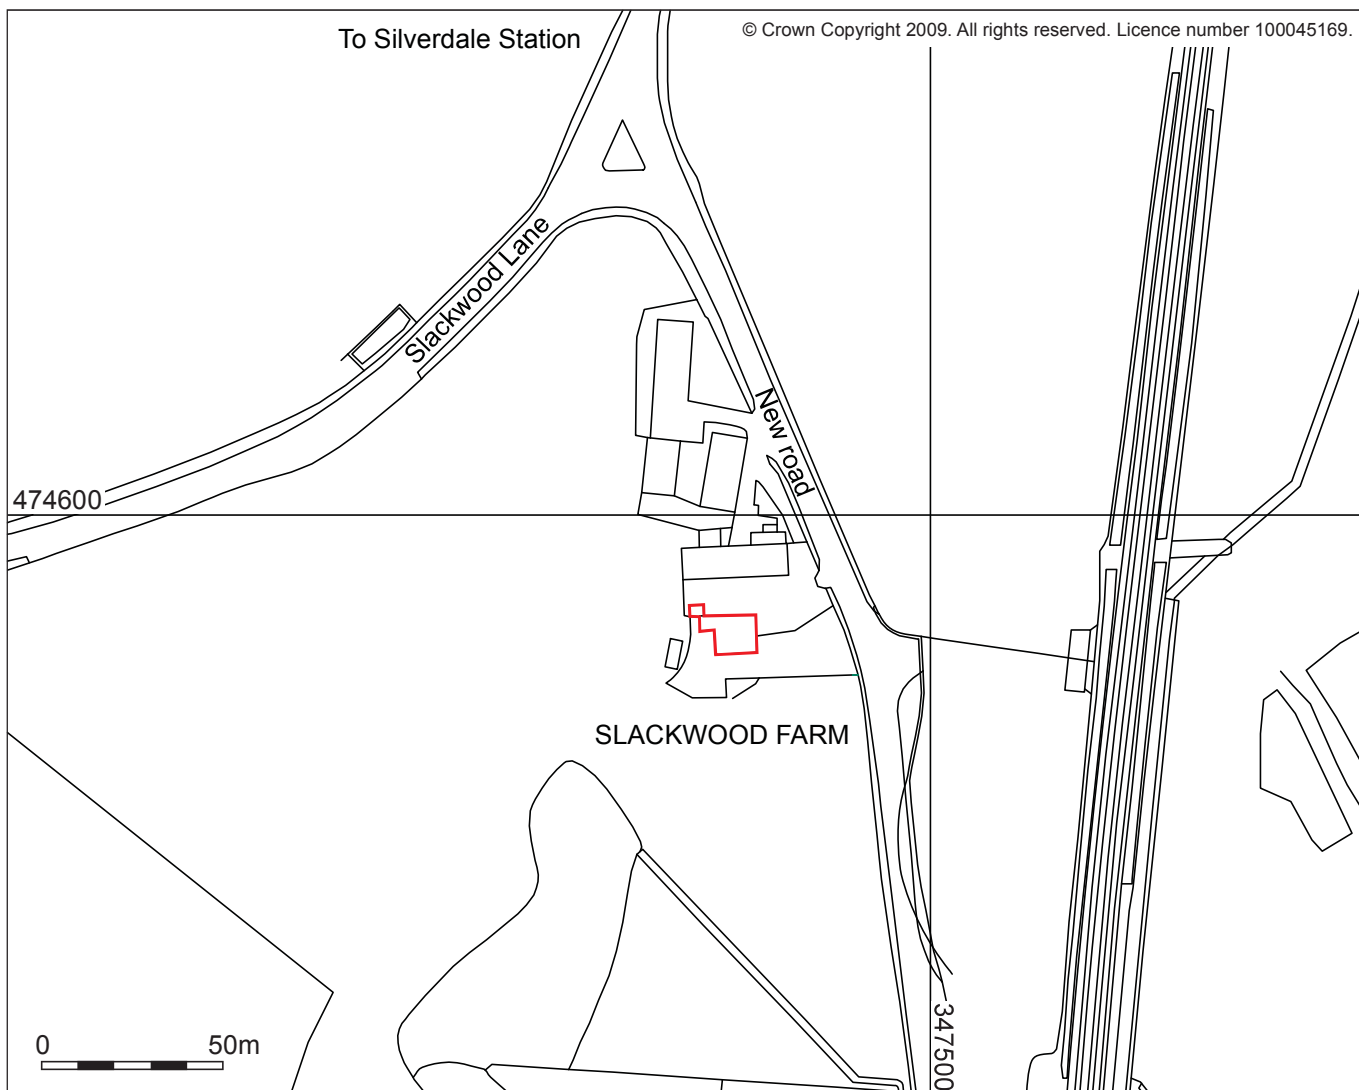 To Silverdale Station
© Crown Copyright 2009. All rights reserved. Licence number 100045169.
Slackwood Lane
New road
474600
SLACKWOOD FARM
347500
0 50m